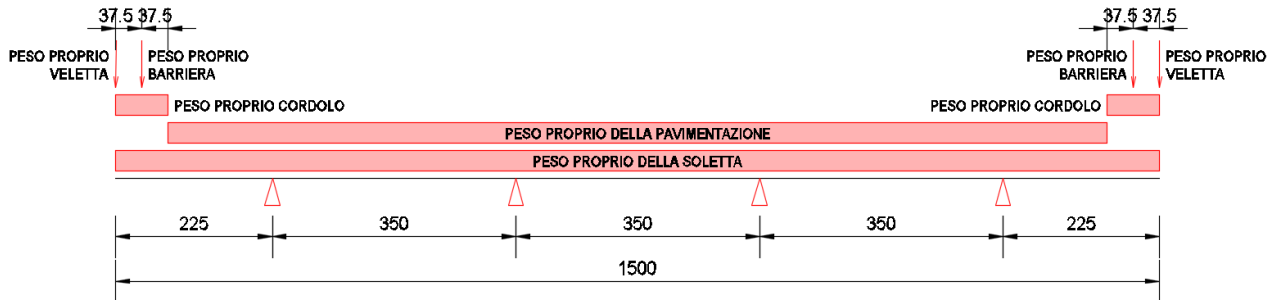 37.5 37.5
37.5 37.5
PESO PROPRIO
VELETTA
PESO PROPRIO
BARRIERA
PESO PROPRIO
BARRIERA
PESO PROPRIO
VELETTA
PESO PROPRIO CORDOLO
PESO PROPRIO CORDOLO
PESO PROPRIO DELLA PAVIMENTAZIONE
PESO PROPRIO DELLA SOLETTA
225 350 350 350 225
1500